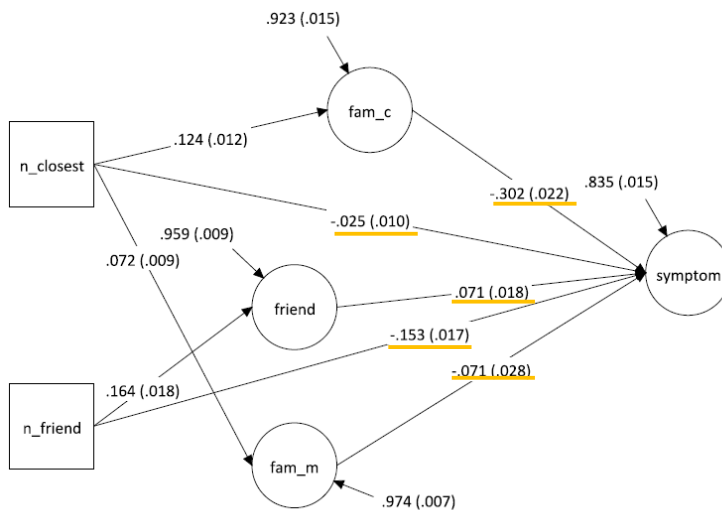 .923 (.015)
fam_c
.124 (.012)
n_closest
-.302 (.022)
.835 (.015)
-.025 (.010)
.959 (.009)
.072 (.009)
symptom
friend
.071 (.018)
-.153 (.017)
-.071 (.028)
.164 (.018)
n_friend
fam_m
.974 (.007)